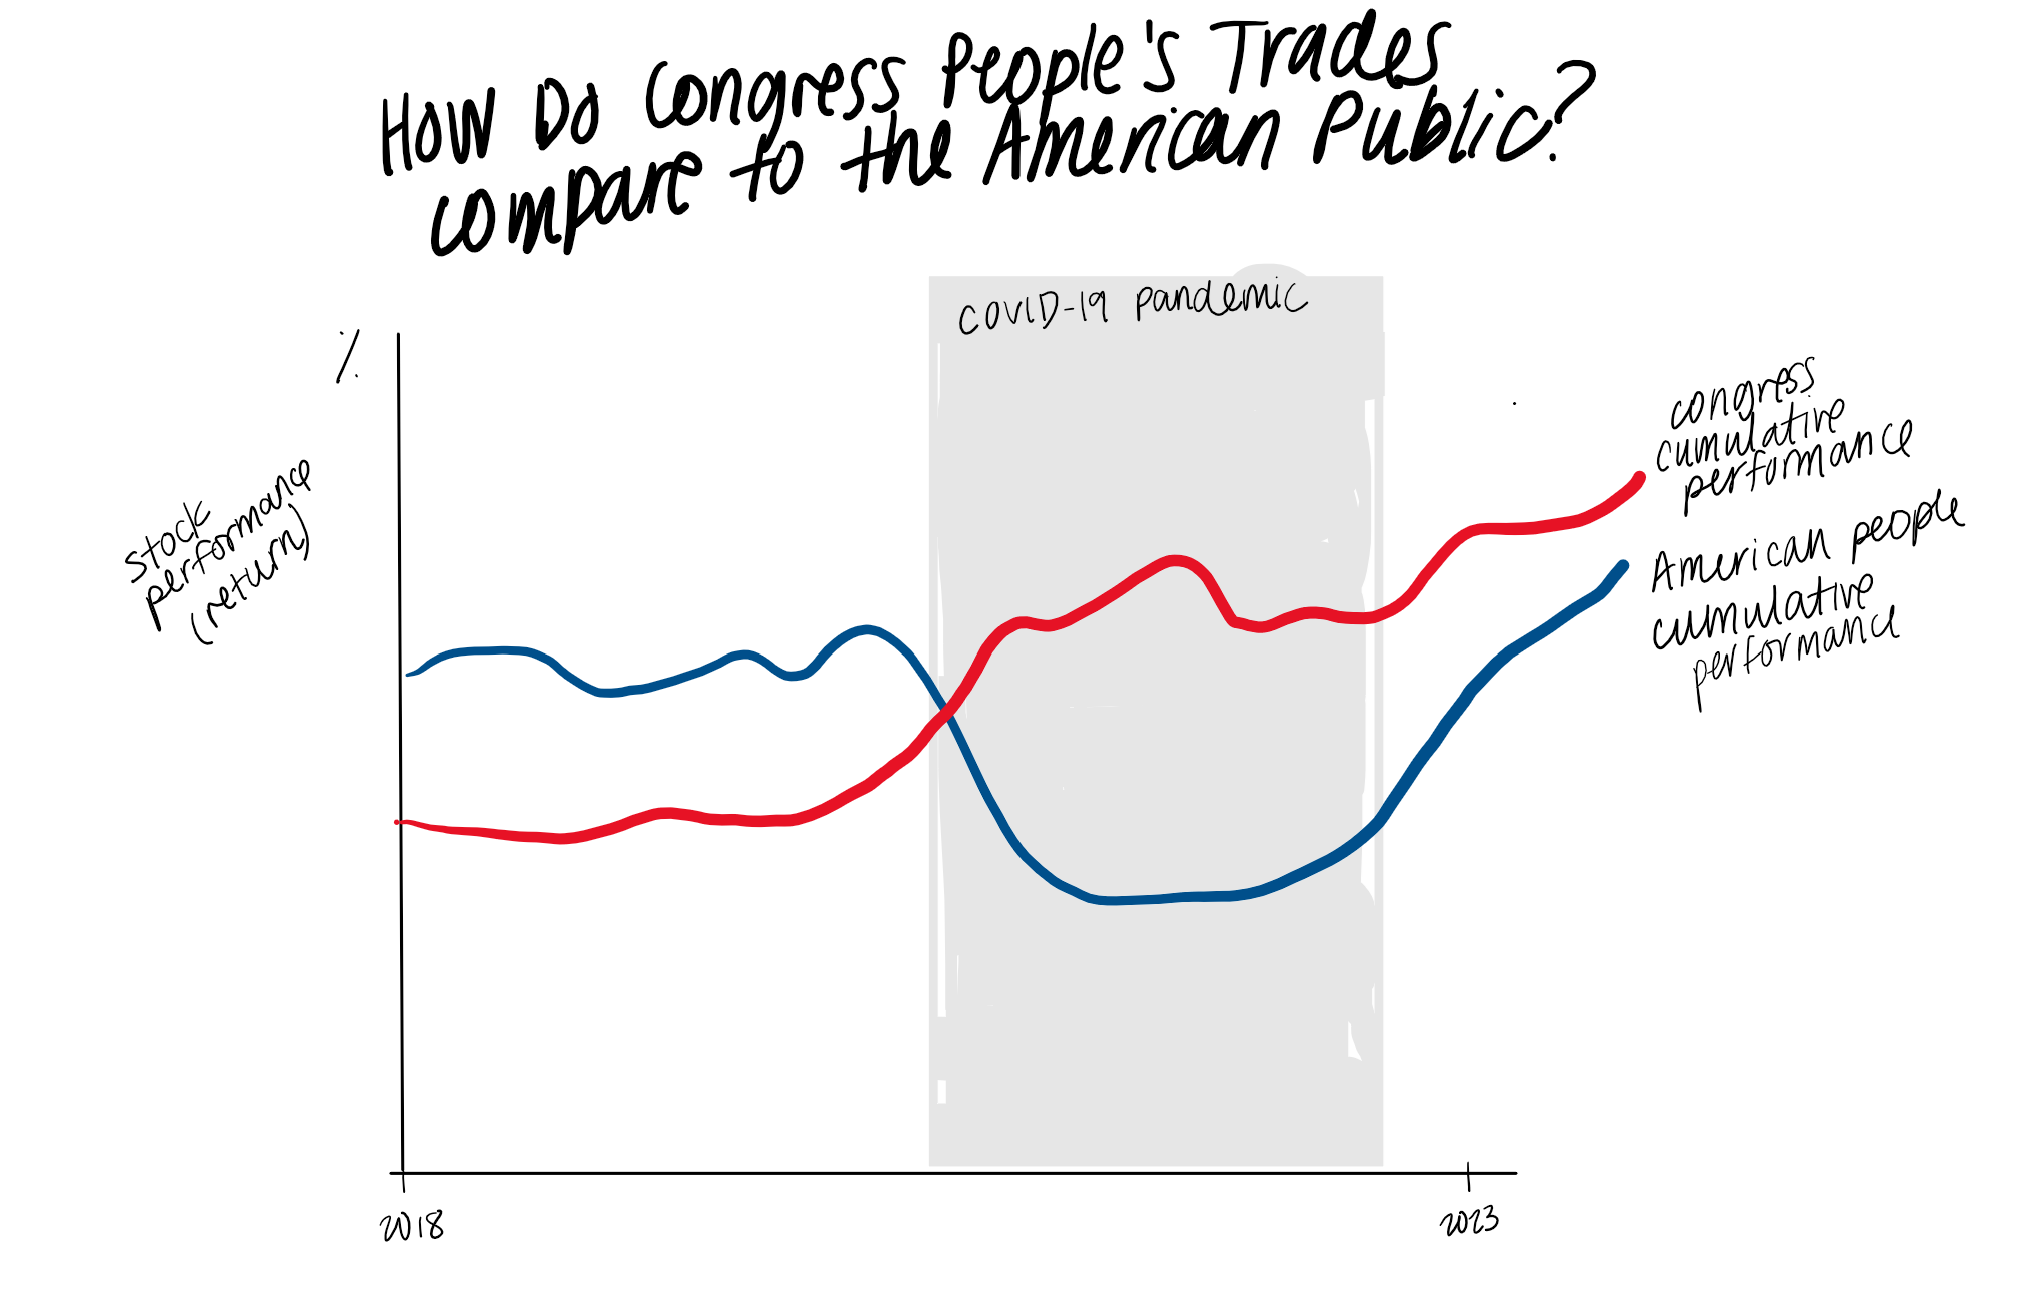 How Do Congress People's Trades
compare to the American Public?
COVID-19 pandemic
%
stock
performance
(return)
congress
cumulative
performance
American people
cumulative
performance
2018
2023